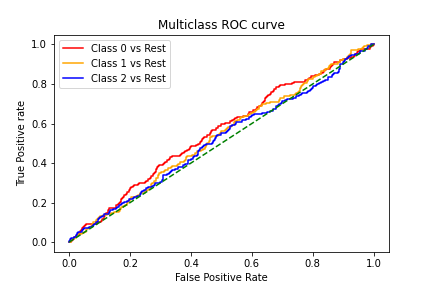 Multiclass ROC curve
Class 0 vs Rest
Class 1 vs Rest
Class 2 vs Rest
True Positive rate
1.0
0.8
0.6
0.4
0.2
0.0
0.0 0.2 0.4 0.6 0.8 1.0
False Positive Rate